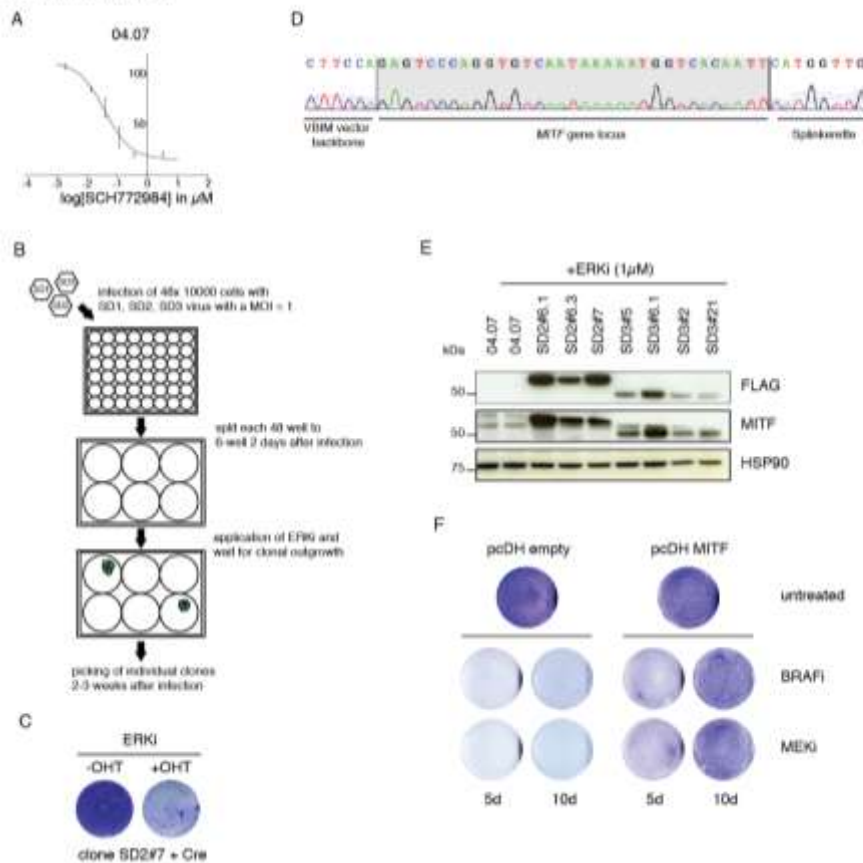 A
04.07
100
50
-4 -3 -2 -1 0 1 2
log[SCH772984] in µM
D
CTTCCAGAGTCCCAGGTGTCAATAAAAATGGTCACAATTCATGGTTG
VBIM vector
backbone
MITF gene locus
Splinkerette
B
SD1
infection of 48x 10000 cells with
SD1, SD2, SD3 virus with a MOI = 1
split each 48 well to
6-well 2 days after infection
application of ERKi and
wait for clonal outgrowth
picking of individual clones
2-3 weeks after infection
C
ERKi
-OHT +OHT
clone SD2#7 + Cre
E
+ERKi (1µM)
kDs
04.07
04.07
SD2#6.1
SD2#6.3
SD2#7
SD3#5
SD3#6.1
SD3#2
SD3#21
50
FLAG
50
MITF
75
HSP90
F
pcDH empty pcDH MITF
untreated
BRAFi
MEKi
5d 10d 5d 10d